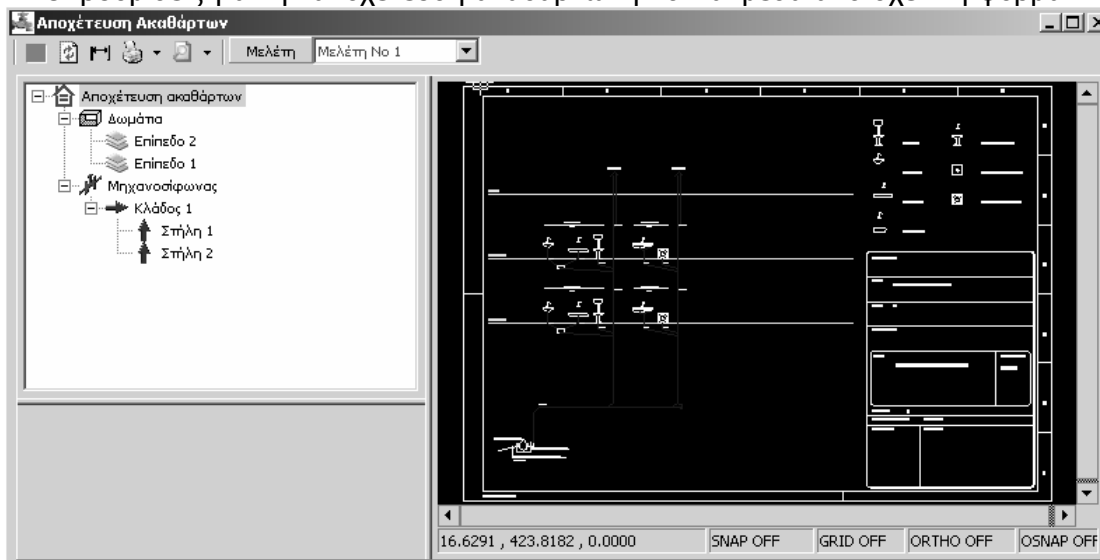 Αποχέτευση Ακαθάρτων
Μελέτη Μελέτη Νο 1
Αποχέτευση ακαθάρτων
Δωμάτια
Επίπεδο 2
Επίπεδο 1
Μηχανοσίφωνας
Κλάδος 1
Στήλη 1
Στήλη 2
16.6291 , 423.8182 , 0.0000 SNAP OFF GRID OFF ORTHO OFF OSNAP OFF